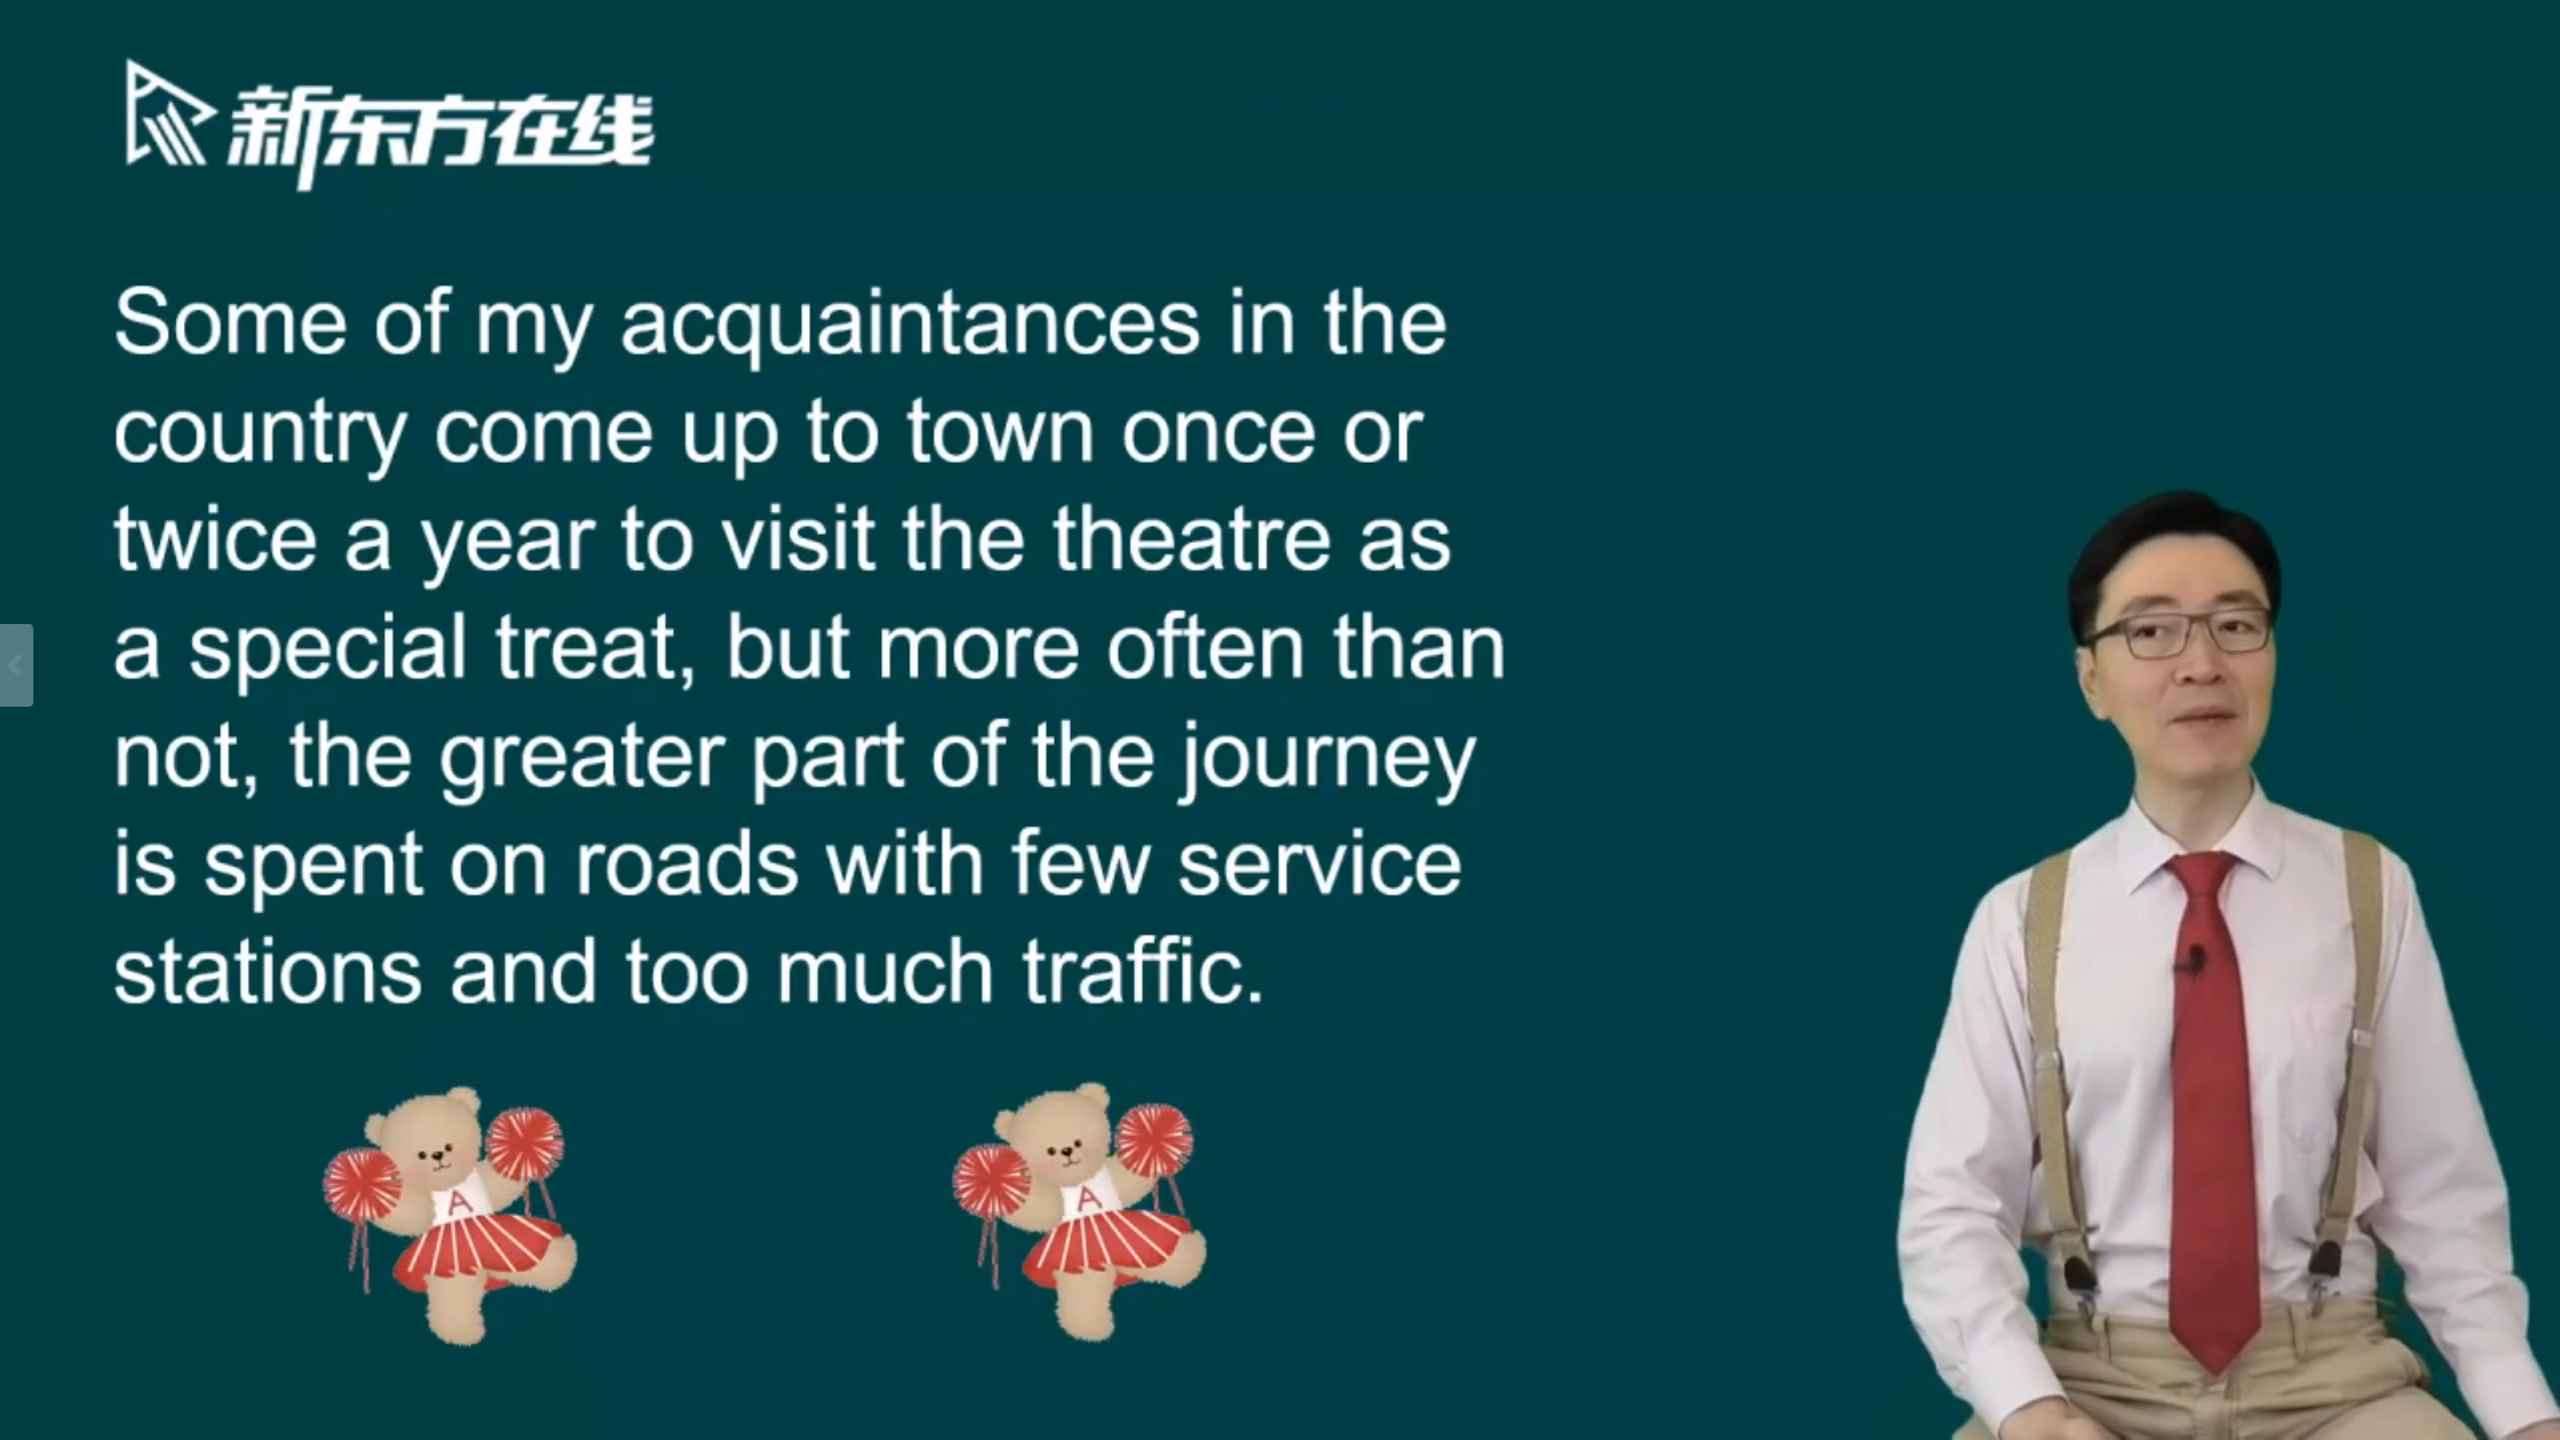 新东方在线
Some of my acquaintances in the
country come up to town once or
twice a year to visit the theatre as
a special treat, but more often than
not, the greater part of the journey
is spent on roads with few service
stations and too much traffic.
A
A